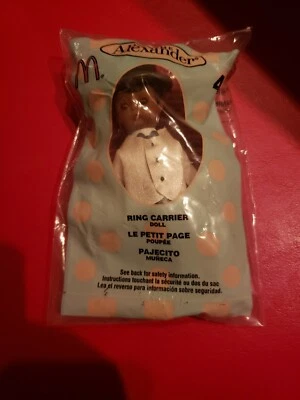 Alexander
RING CARRIER
DOLL
LE PETIT PAGE
POUPÉE
PAJECITO
MUÑECA
See back for safety information.
Instructions touchant la sécurité au dos du sac
Lea el reverso para información sobre seguridad.